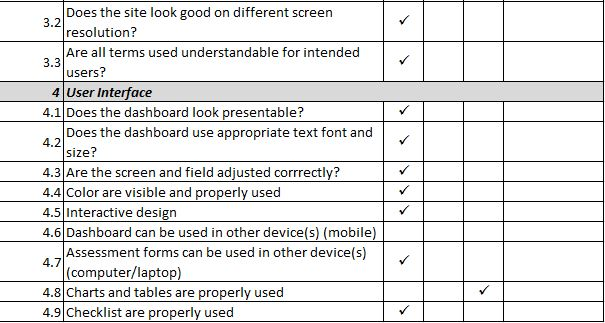 3.2 Does the site look good on different screen
resolution? ✓
3.3 Are all terms used understandable for intended
users? ✓
4 User Interface
4.1 Does the dashboard look presentable? ✓
4.2 Does the dashboard use appropriate text font and
size? ✓
4.3 Are the screen and field adjusted corrrectly? ✓
4.4 Color are visible and properly used ✓
4.5 Interactive design ✓
4.6 Dashboard can be used in other device(s) (mobile)
4.7 Assessment forms can be used in other device(s)
(computer/laptop) ✓
4.8 Charts and tables are properly used ✓
4.9 Checklist are properly used ✓